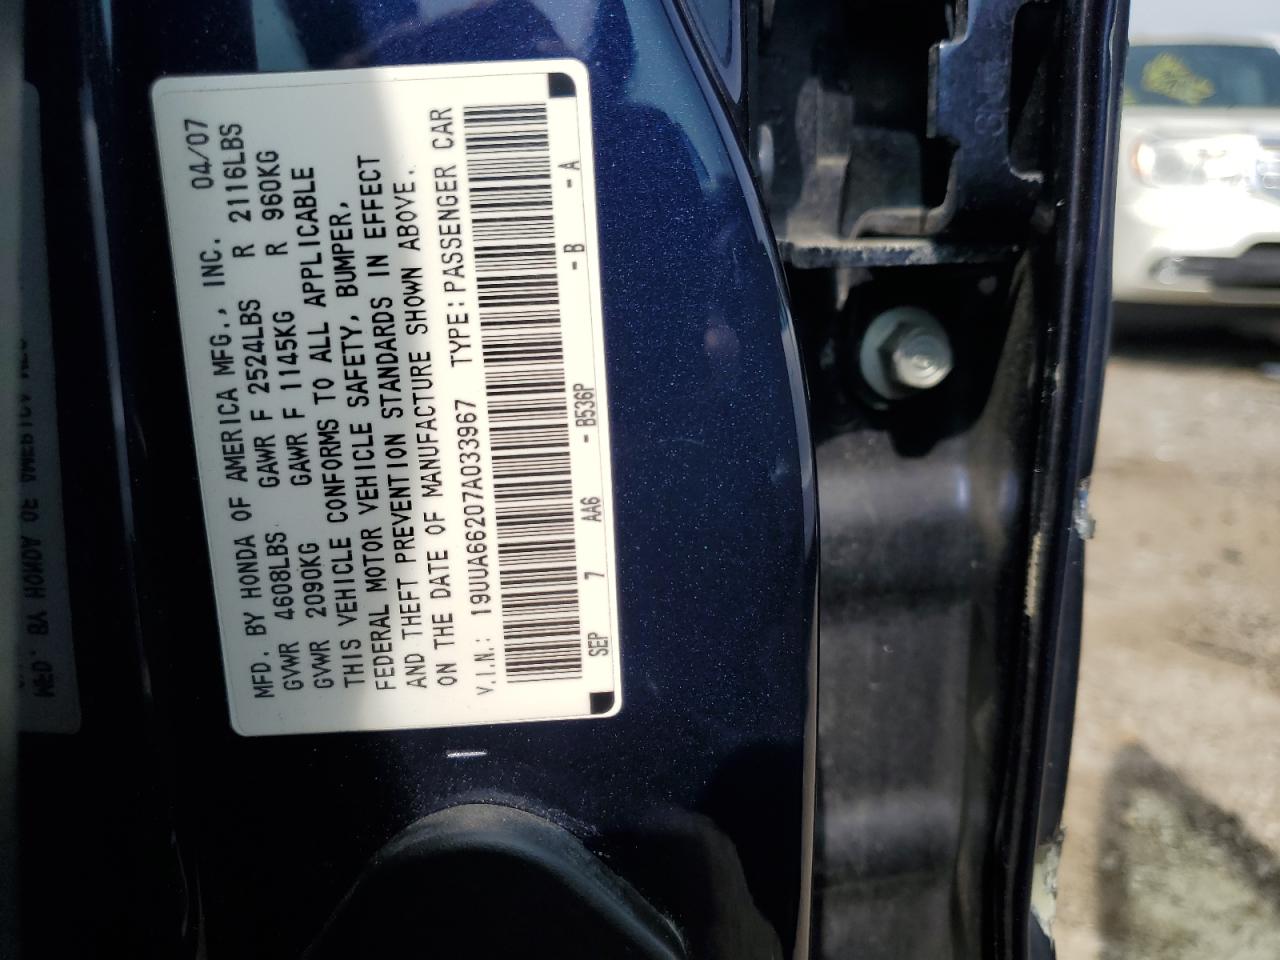 MFD. BY HONDA OF AMERICA MFG., INC. 04/07
GVWR 4608LBS GAWR F 2524LBS R 2116LBS
GVWR 2090KG GAWR F 1145KG R 960KG
THIS VEHICLE CONFORMS TO ALL APPLICABLE
FEDERAL MOTOR VEHICLE SAFETY, BUMPER,
AND THEFT PREVENTION STANDARDS IN EFFECT
ON THE DATE OF MANUFACTURE SHOWN ABOVE.
V.I.N.: 19UUA66207A033967 TYPE:PASSENGER CAR
SEP 7 AA6 - B536P - B - A